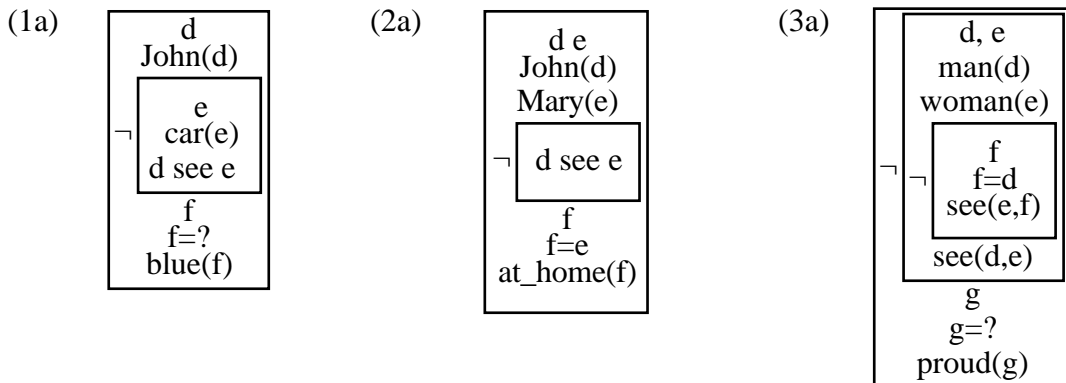 (1a)
d
John(d)
¬
e
car(e)
d see e
f
f=?
blue(f)
(2a)
d e
John(d)
Mary(e)
¬
d see e
f
f=e
at_home(f)
(3a)
¬
d, e
man(d)
woman(e)
¬
f
f=d
see(e,f)
see(d,e)
g
g=?
proud(g)